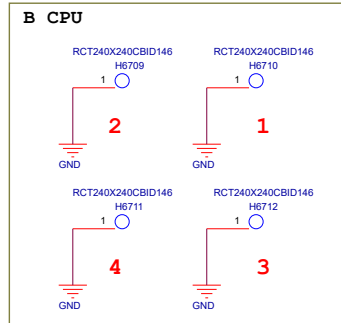 B CPU
RCT240X240CBID146 RCT240X240CBID146
H6709 H6710
1 1
2 1
GND GND
RCT240X240CBID146 RCT240X240CBID146
H6711 H6712
1 1
4 3
GND GND